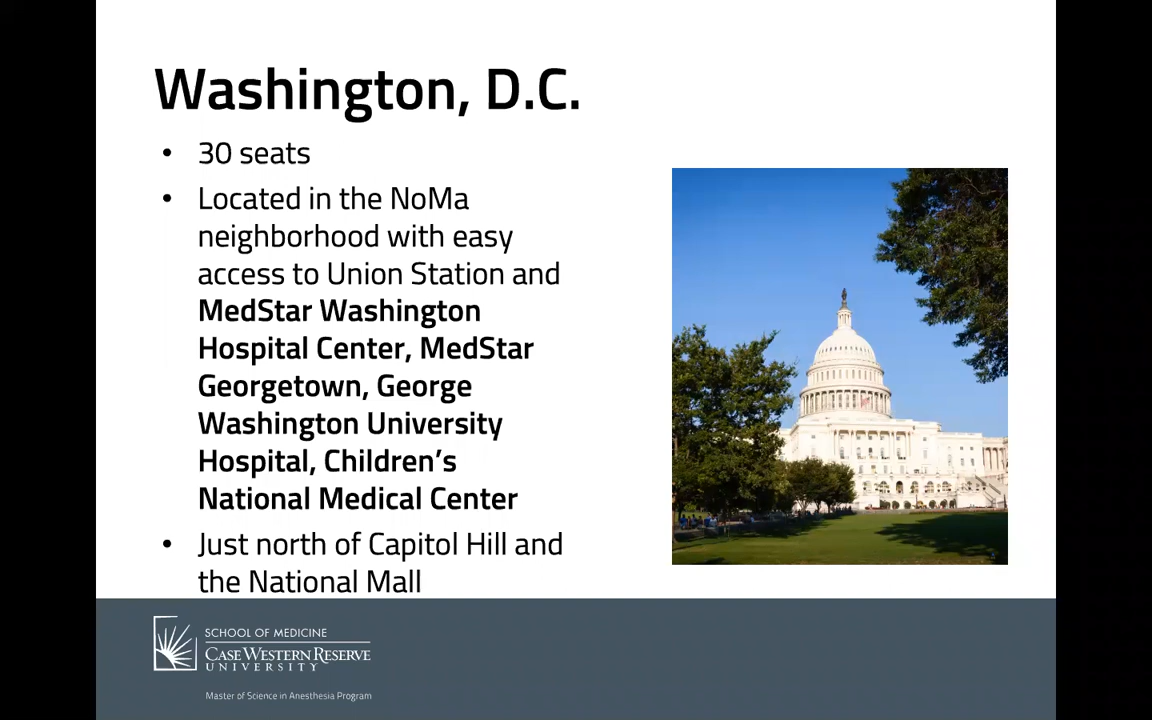 Washington, D.C.
• 30 seats
• Located in the NoMa
neighborhood with easy
access to Union Station and
MedStar Washington
Hospital Center, MedStar
Georgetown, George
Washington University
Hospital, Children’s
National Medical Center
• Just north of Capitol Hill and
the National Mall
SCHOOL OF MEDICINE
CASE WESTERN RESERVE
UNIVERSITY
Master of Science in Anesthesia Program